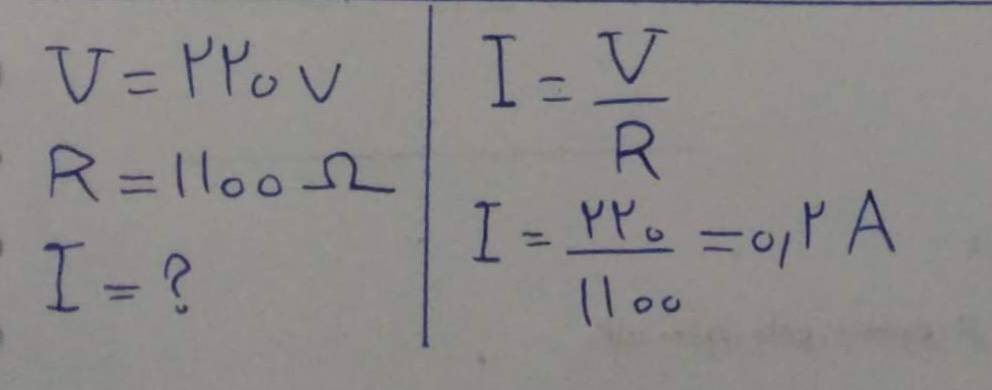 V = ۲۲۰ V
R = ۱۱۰۰ Ω
I = ?
I = V / R
I = ۲۲۰ / ۱۱۰۰ = ۰,۲ A